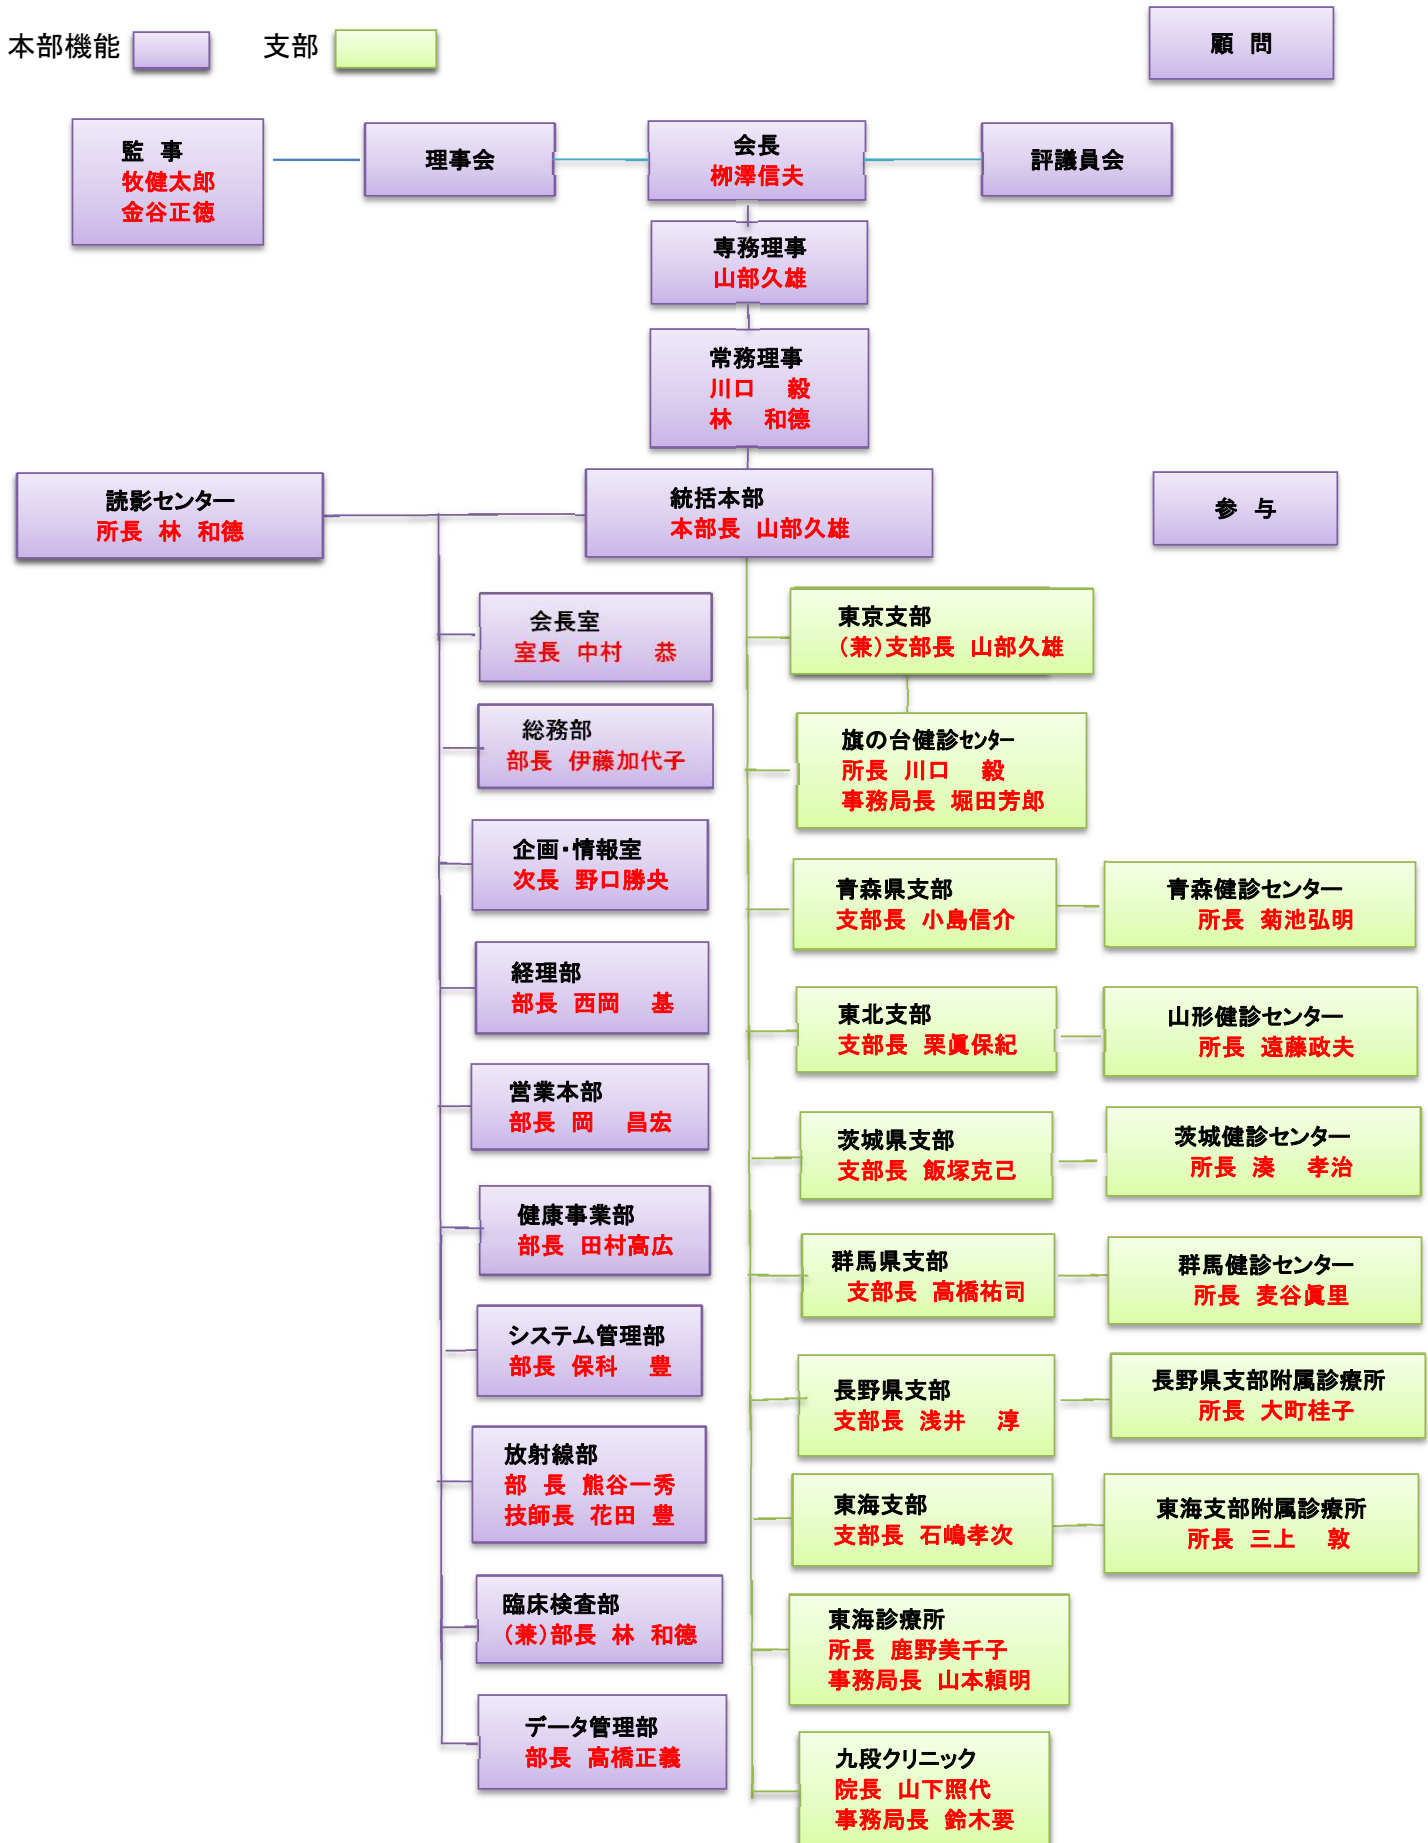 本部機能
支部
顧　問
監　事
牧健太郎
金谷正徳
理事会
会長
栁澤信夫
評議員会
専務理事
山部久雄
常務理事
川口　毅
林　和德
読影センター
所長　林　和德
統括本部
本部長　山部久雄
参　与
会長室
室長　中村　恭
総務部
部長　伊藤加代子
企画・情報室
次長　野口勝央
経理部
部長　西岡　基
営業本部
部長　岡　昌宏
健康事業部
部長　田村高広
システム管理部
部長　保科　豊
放射線部
部　長　熊谷一秀
技師長　花田　豊
臨床検査部
（兼）部長　林　和德
データ管理部
部長　高橋正義
東京支部
（兼）支部長　山部久雄
旗の台健診センター
所長　川口　毅
事務局長　堀田芳郎
青森県支部
支部長　小島信介
青森健診センター
所長　菊池弘明
東北支部
支部長　栗眞保紀
山形健診センター
所長　遠藤政夫
茨城県支部
支部長　飯塚克己
茨城健診センター
所長　湊　孝治
群馬県支部
支部長　高橋祐司
群馬健診センター
所長　麦谷眞里
長野県支部
支部長　浅井　淳
長野県支部附属診療所
所長　大町桂子
東海支部
支部長　石嶋孝次
東海支部附属診療所
所長　三上　敦
東海診療所
所長　鹿野美千子
事務局長　山本頼明
九段クリニック
院長　山下照代
事務局長　鈴木要